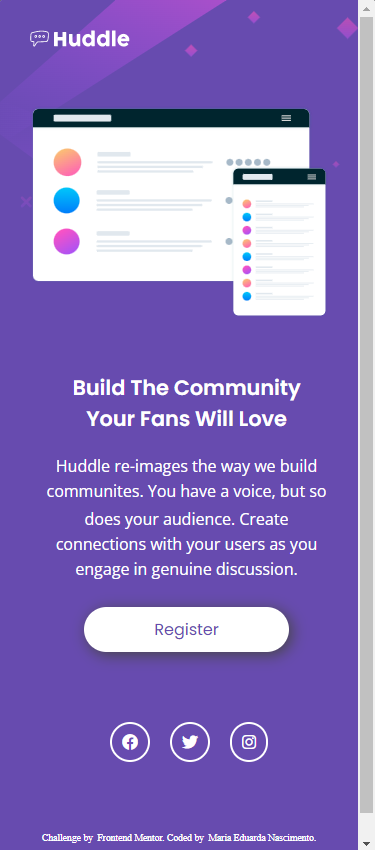 Huddle
Build The Community
Your Fans Will Love
Huddle re-images the way we build
communites. You have a voice, but so
does your audience. Create
connections with your users as you
engage in genuine discussion.
Register
Challenge by Frontend Mentor. Coded by Maria Eduarda Nascimento.